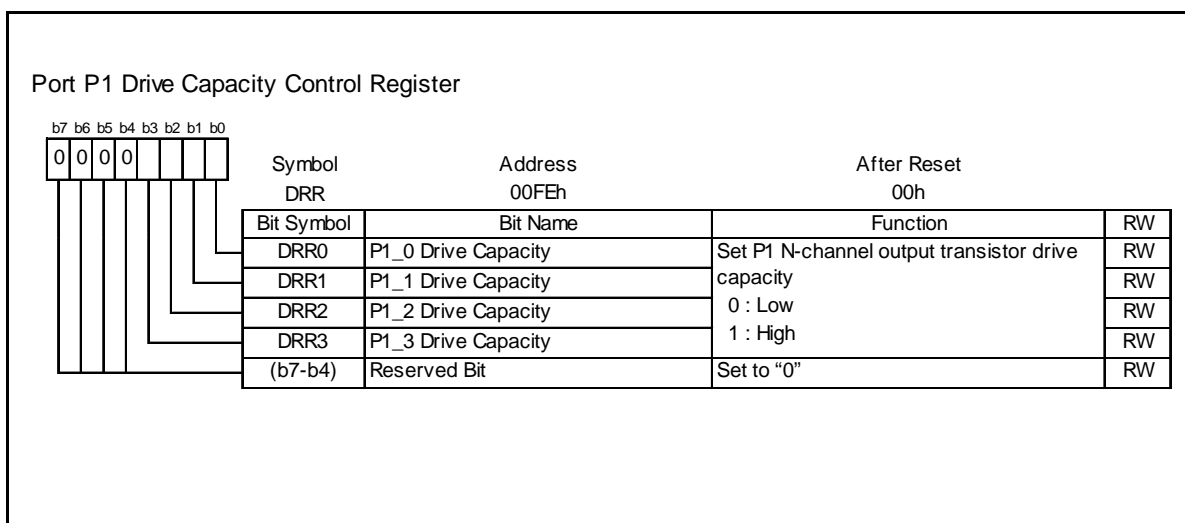 Port P1 Drive Capacity Control Register
b7 b6 b5 b4 b3 b2 b1 b0
0 0 0 0
Symbol Address After Reset
DRR 00FEh 00h
Bit Symbol Bit Name Function RW
DRR0 P1_0 Drive Capacity Set P1 N-channel output transistor drive RW
DRR1 P1_1 Drive Capacity capacity RW
DRR2 P1_2 Drive Capacity 0 : Low RW
DRR3 P1_3 Drive Capacity 1 : High RW
(b7-b4) Reserved Bit Set to “0” RW